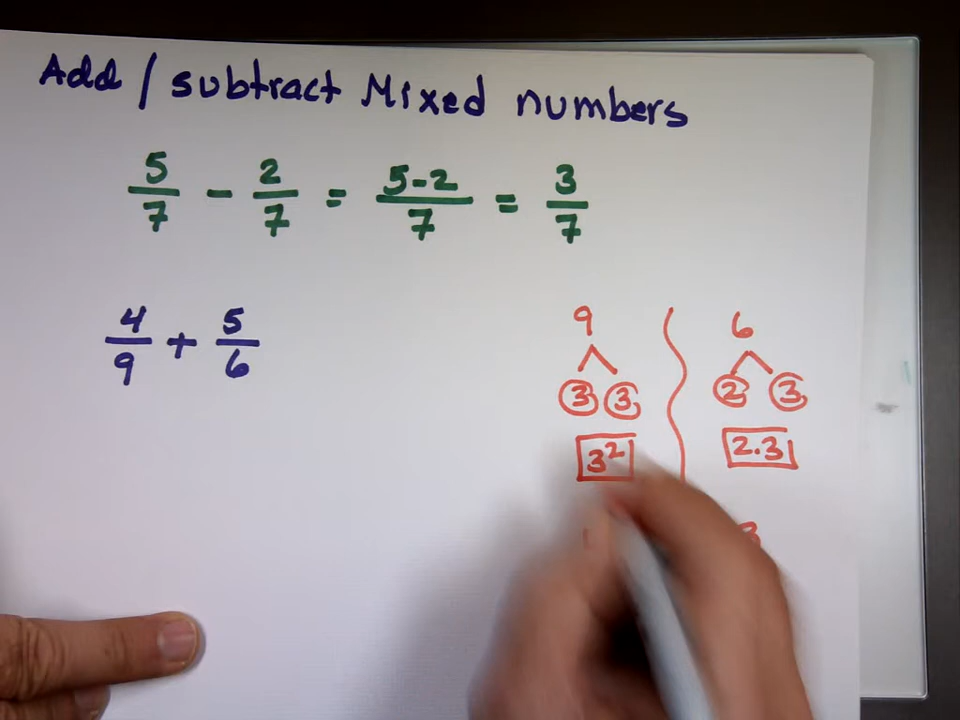 Add / subtract Mixed numbers
5/7 - 2/7 = 5-2/7 = 3/7
4/9 + 5/6
9 6
3 3 2 3
3² 2·3